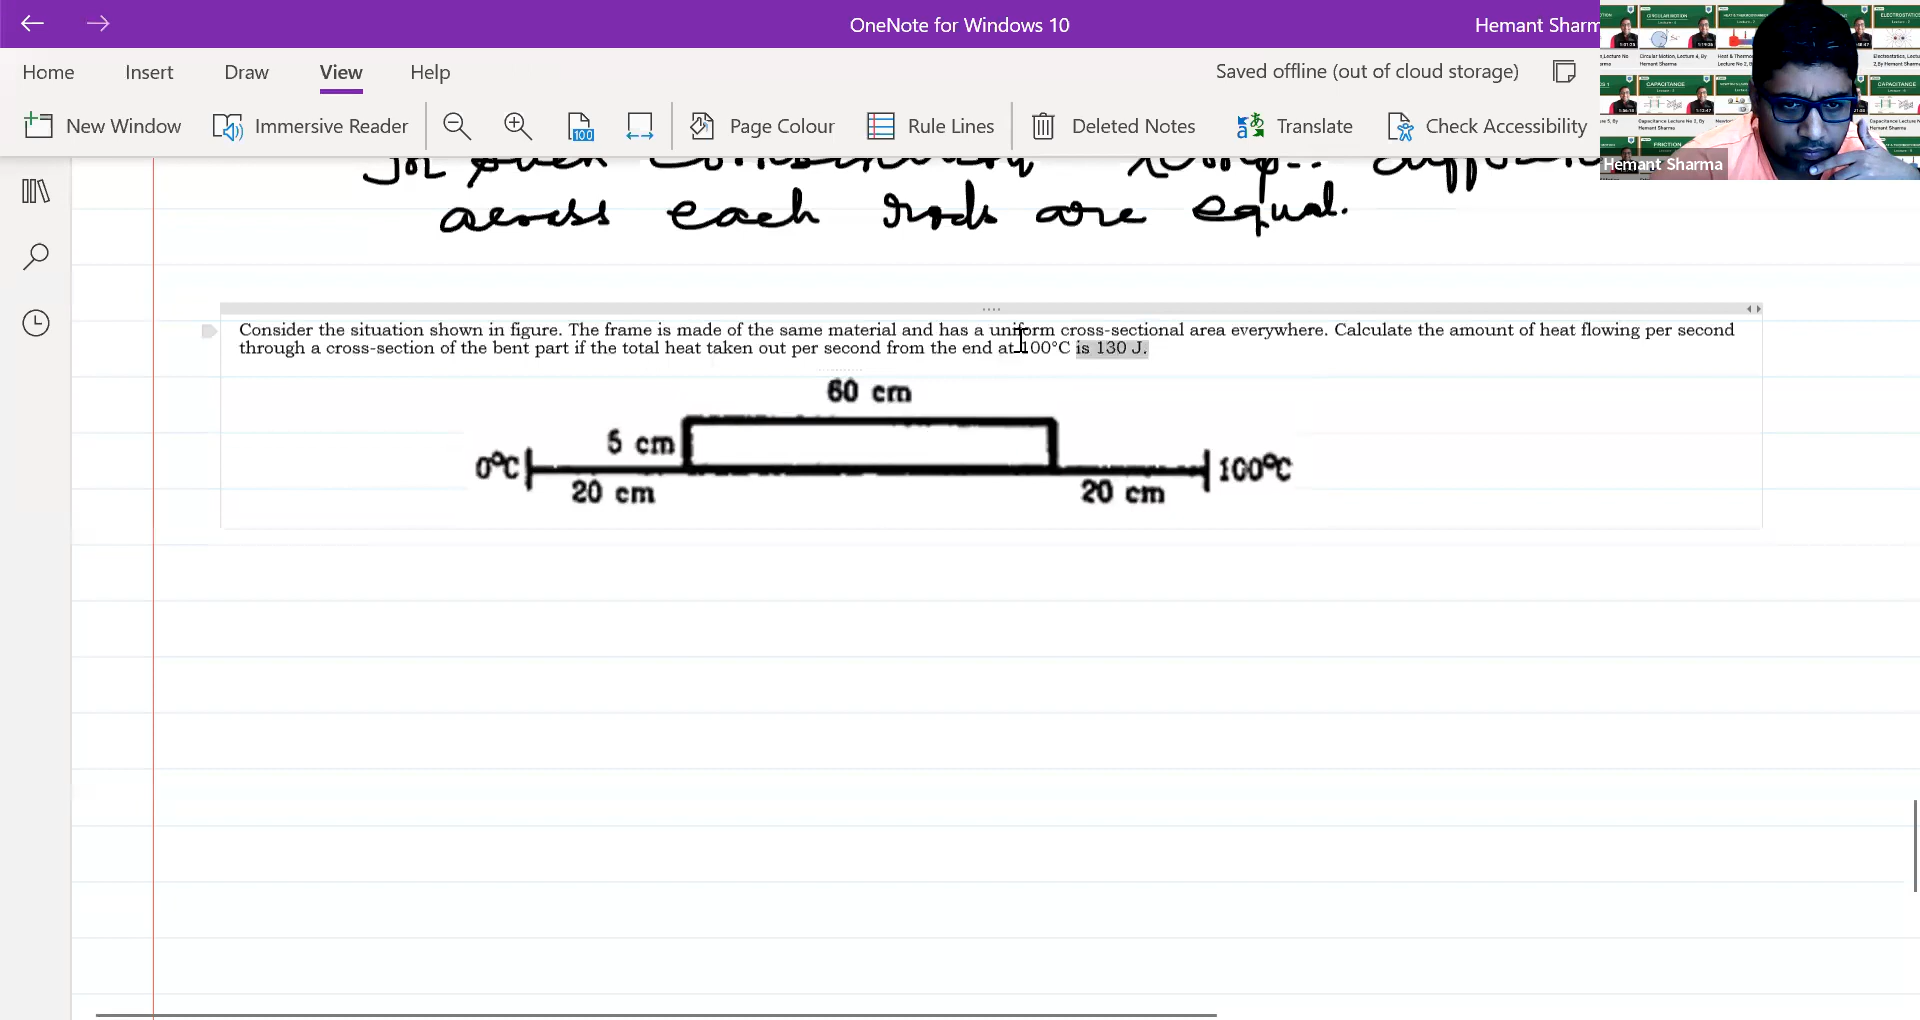 OneNote for Windows 10
Hemant Sharm
Home Insert Draw View Help
Saved offline (out of cloud storage)
New Window Immersive Reader 100 Page Colour Rule Lines Deleted Notes Translate Check Accessibility
Hemant Sharma
across each rods are equal.
Consider the situation shown in figure. The frame is made of the same material and has a uniform cross-sectional area everywhere. Calculate the amount of heat flowing per second
through a cross-section of the bent part if the total heat taken out per second from the end at 100°C is 130 J.
60 cm
5 cm
0°C
100°C
20 cm
20 cm